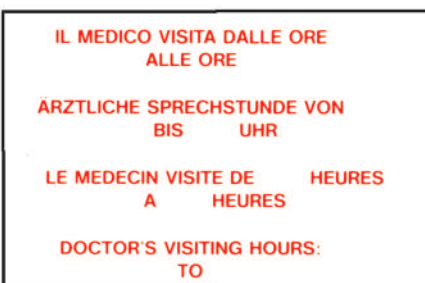 IL MEDICO VISITA DALLE ORE
ALLE ORE
ÄRZTLICHE SPRECHSTUNDE VON
BIS UHR
LE MEDECIN VISITE DE HEURES
A HEURES
DOCTOR'S VISITING HOURS:
TO